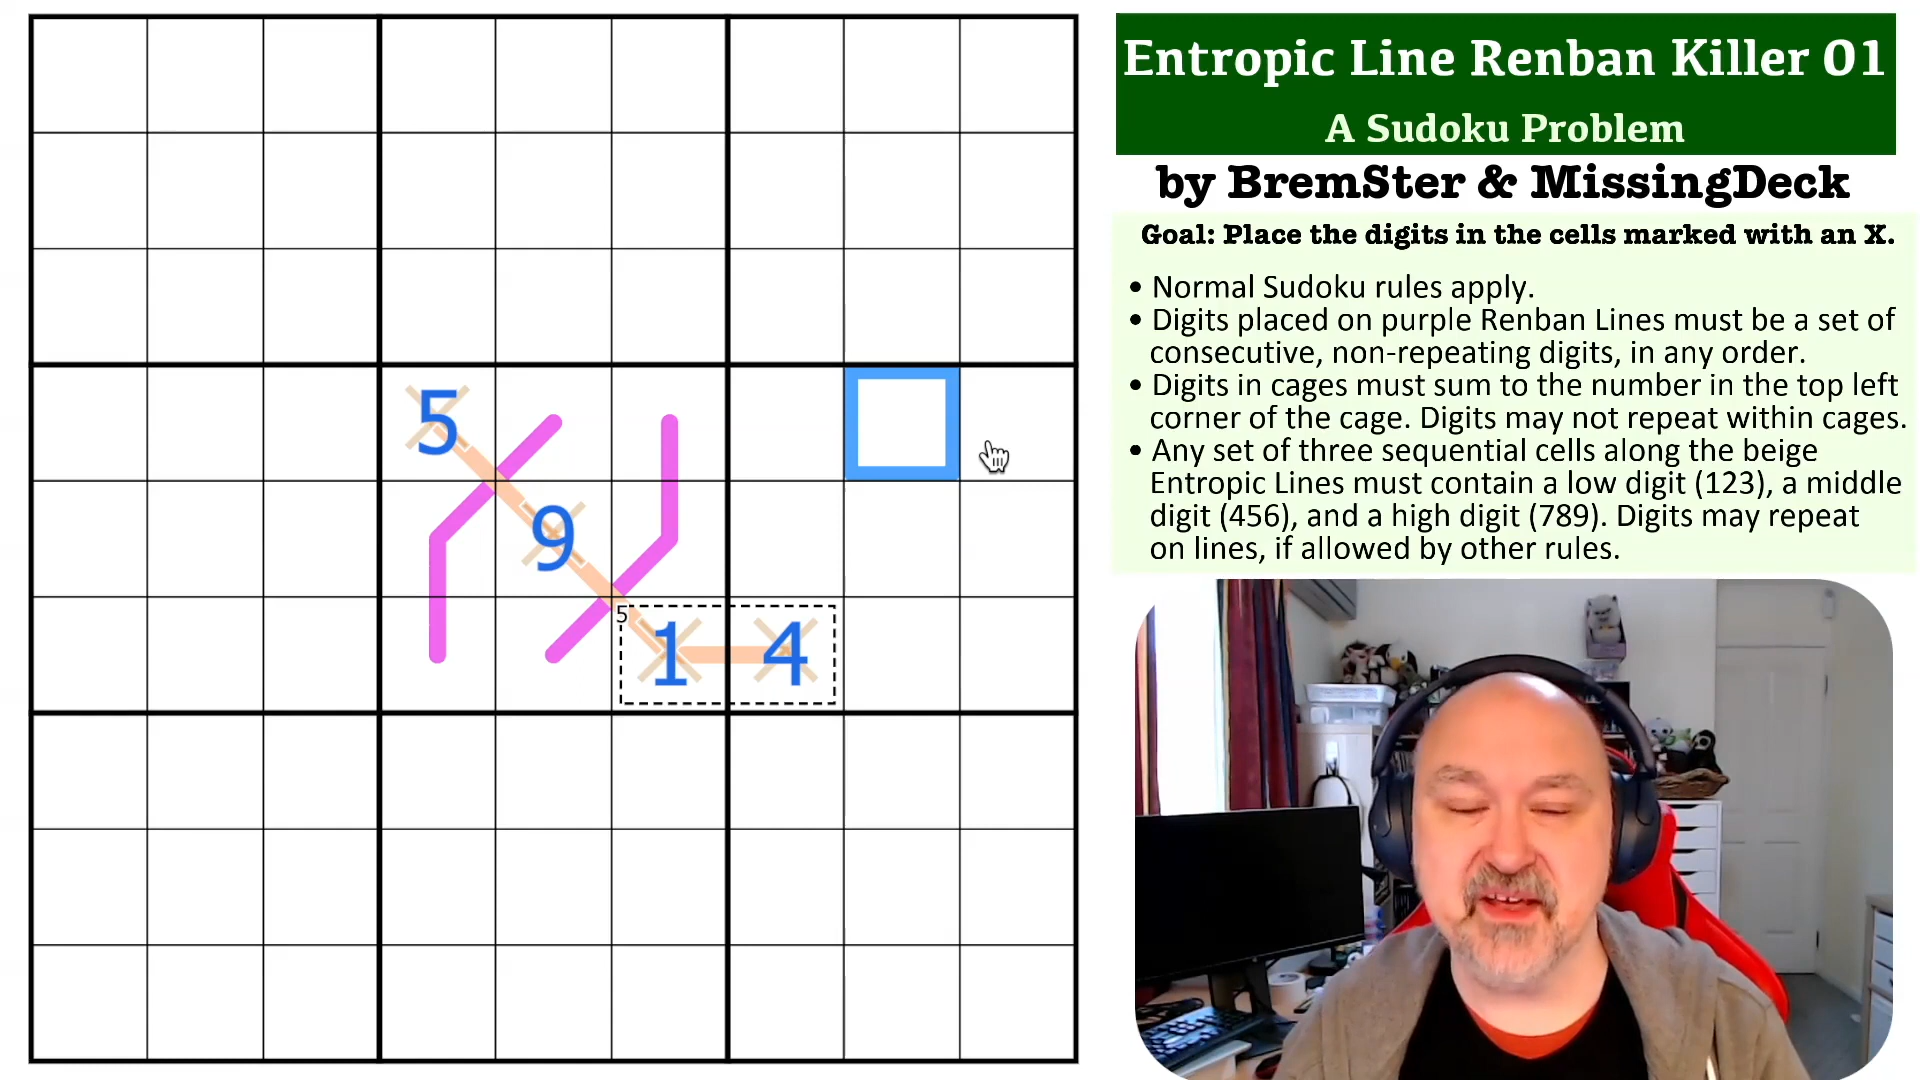 Entropic Line Renban Killer 01
A Sudoku Problem
by BremSter & MissingDeck
Goal: Place the digits in the cells marked with an X.
• Normal Sudoku rules apply.
• Digits placed on purple Renban Lines must be a set of
consecutive, non-repeating digits, in any order.
• Digits in cages must sum to the number in the top left
corner of the cage. Digits may not repeat within cages.
• Any set of three sequential cells along the beige
Entropic Lines must contain a low digit (123), a middle
digit (456), and a high digit (789). Digits may repeat
on lines, if allowed by other rules.
5
9
5
1 4